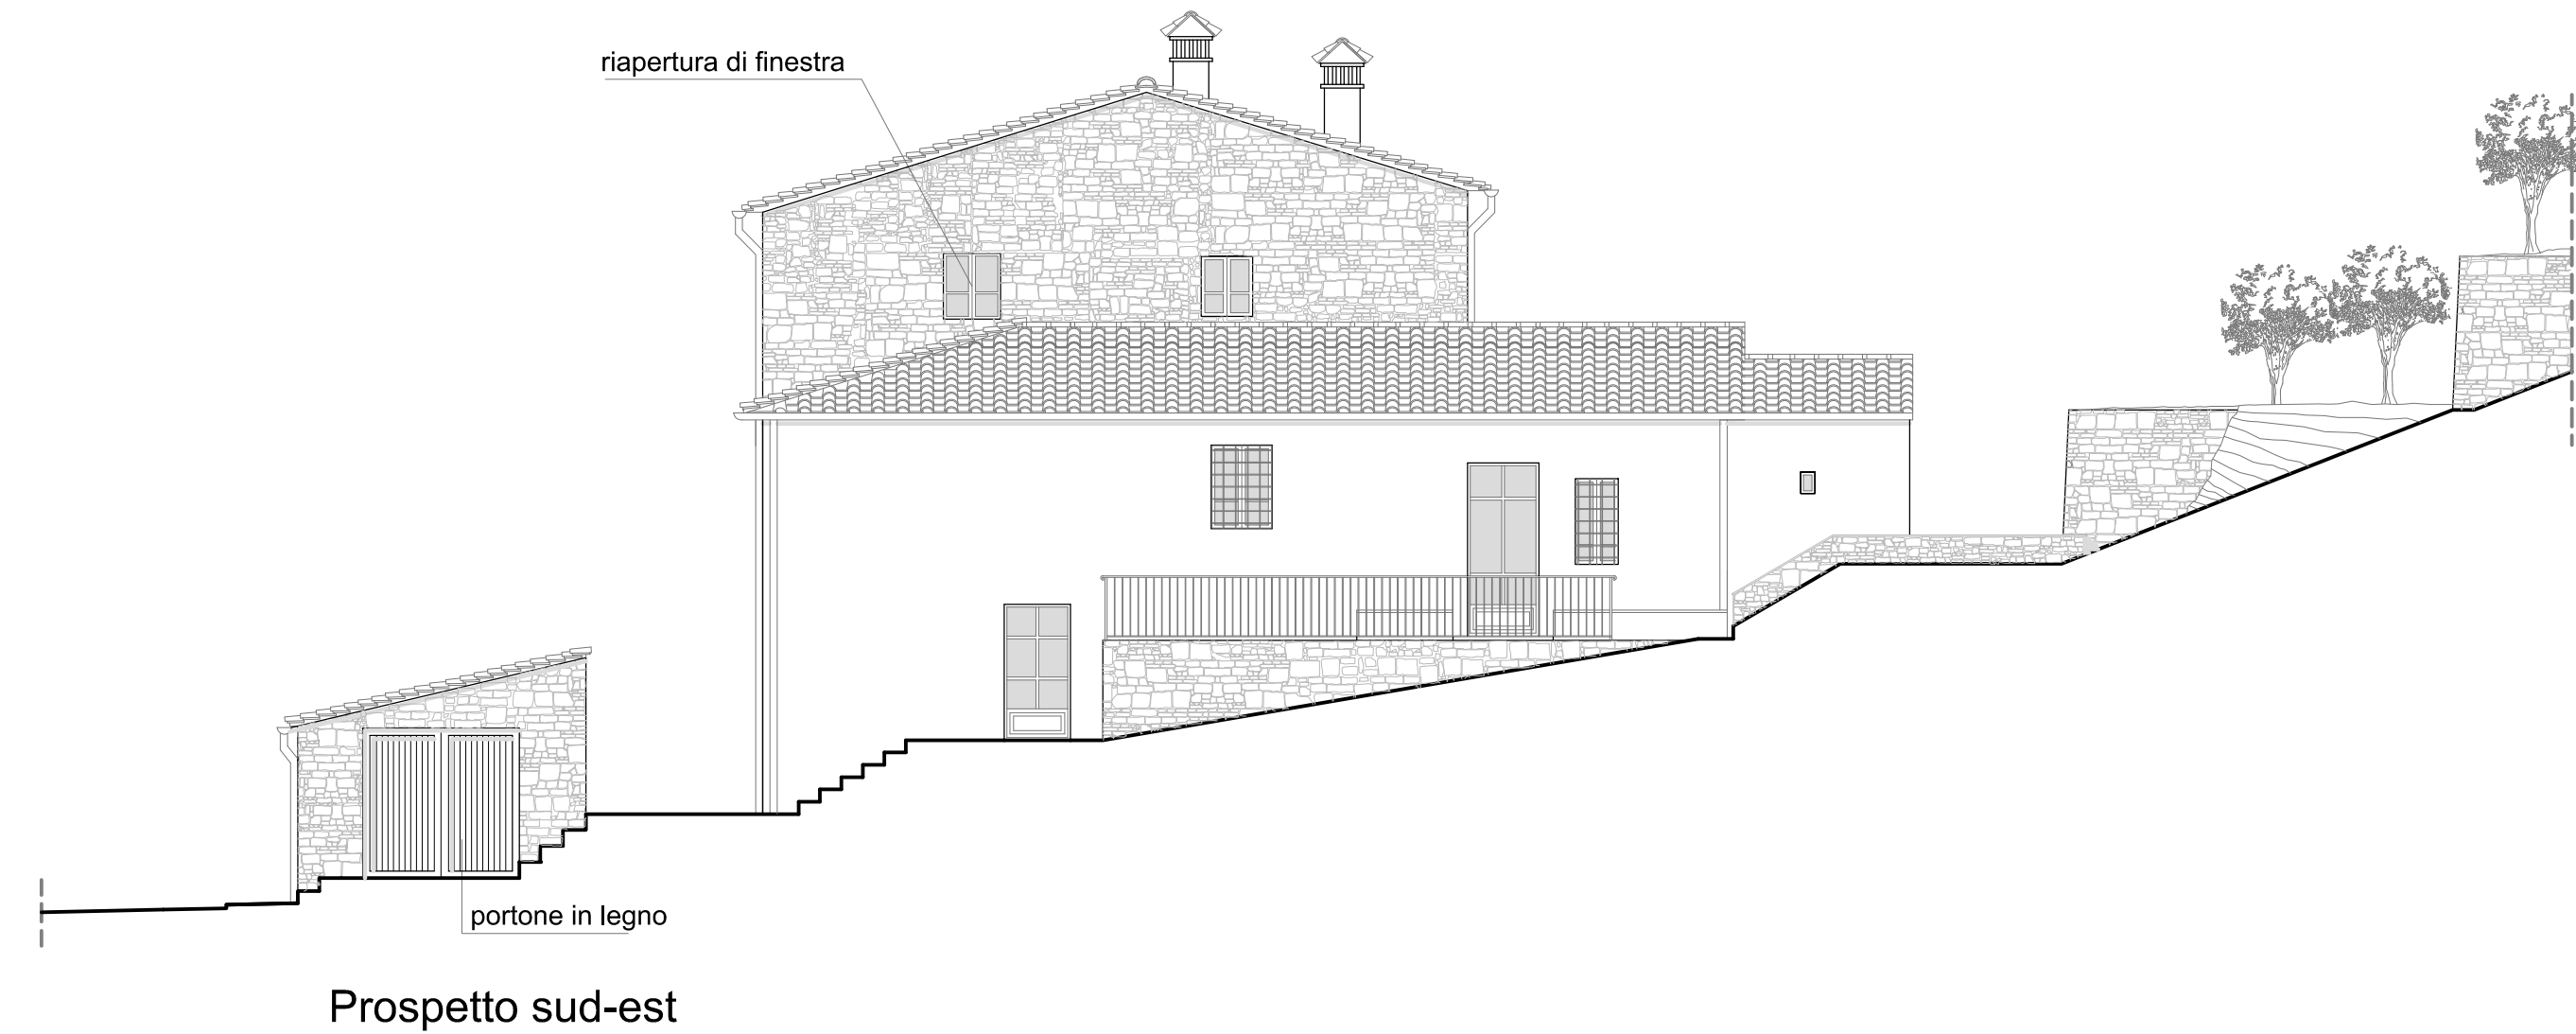 riapertura di finestra
portone in legno
Prospetto sud-est